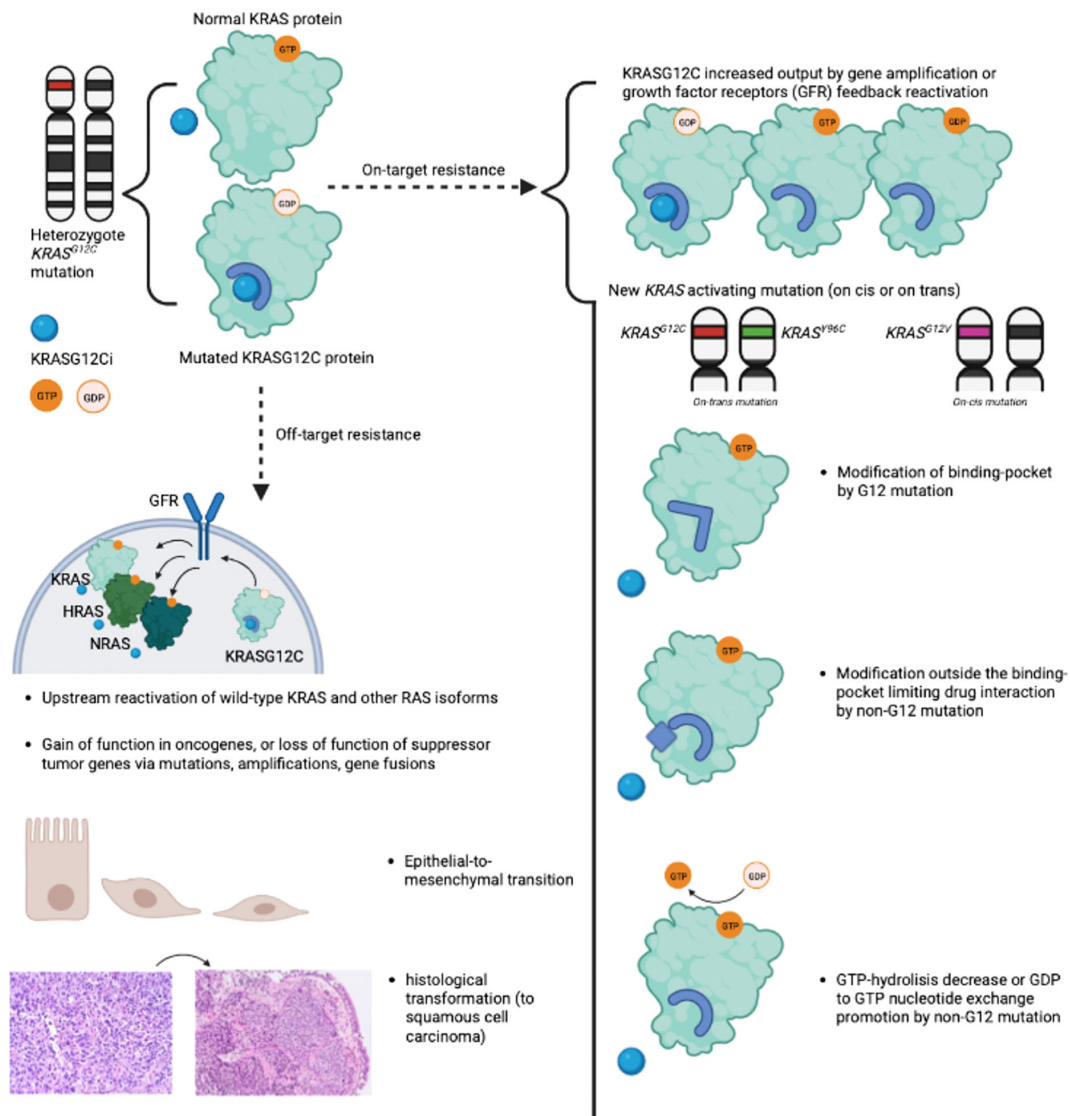 Normal KRAS protein
GTP
Heterozygote
KRASG12C
mutation
GDP
KRASG12Ci
GTP
GDP
Mutated KRASG12C protein
On-target resistance
KRASG12C increased output by gene amplification or
growth factor receptors (GFR) feedback reactivation
GDP
GTP
GDP
New KRAS activating mutation (on cis or on trans)
KRASG12C
KRASY96C
KRASG12V
On-trans mutation
On-cis mutation
GTP
• Modification of binding-pocket
by G12 mutation
GTP
• Modification outside the binding-
pocket limiting drug interaction
by non-G12 mutation
GTP
GDP
GTP
• GTP-hydrolisis decrease or GDP
to GTP nucleotide exchange
promotion by non-G12 mutation
Off-target resistance
GFR
KRAS
HRAS
NRAS
KRASG12C
• Upstream reactivation of wild-type KRAS and other RAS isoforms
• Gain of function in oncogenes, or loss of function of suppressor
tumor genes via mutations, amplifications, gene fusions
• Epithelial-to-
mesenchymal transition
• histological
transformation (to
squamous cell
carcinoma)